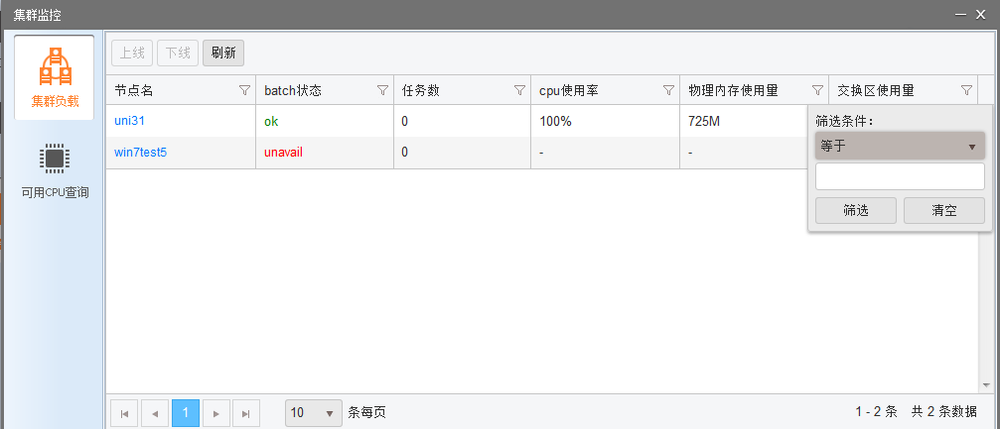 集群监控
集群负载
可用CPU查询
上线 下线 刷新
节点名 batch状态 任务数 cpu使用率 物理内存使用量 交换区使用量
uni31 ok 0 100% 725M
win7test5 unavail 0 - -
筛选条件：
等于
筛选 清空
1 10 条每页 1 - 2 条 共 2 条数据